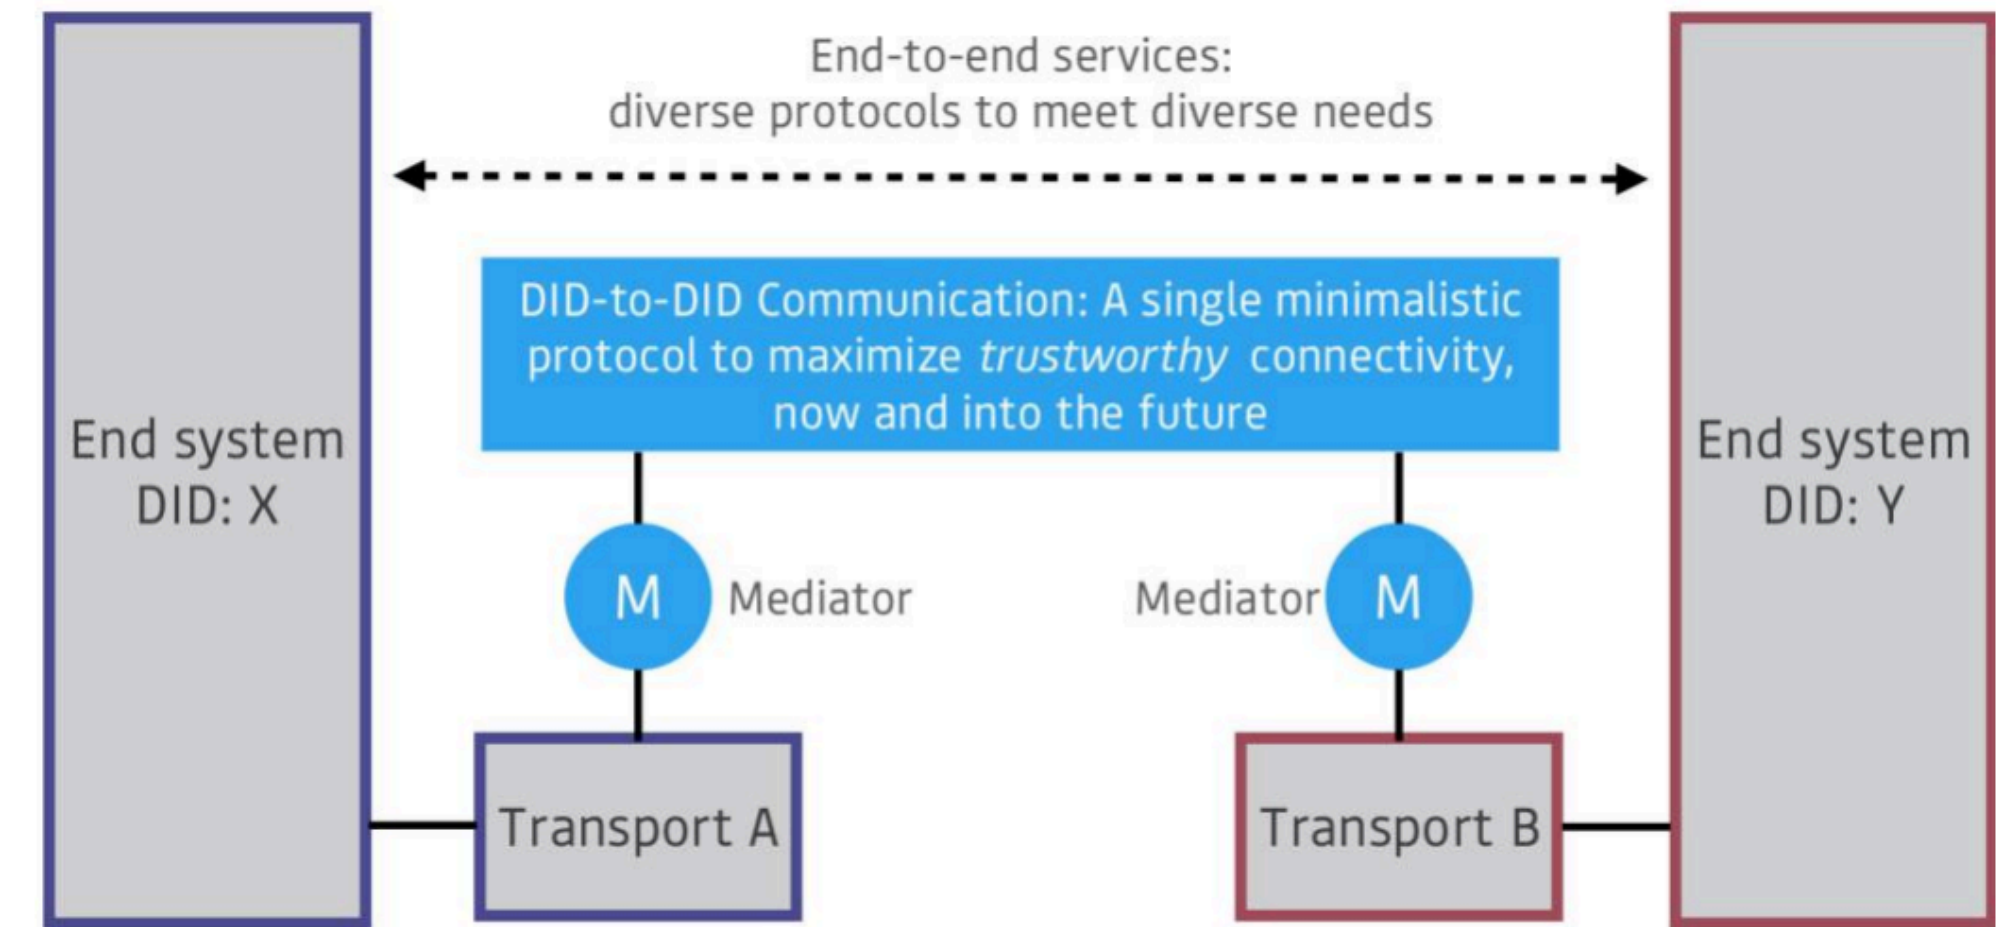 End-to-end services:
diverse protocols to meet diverse needs
DID-to-DID Communication: A single minimalistic
protocol to maximize trustworthy connectivity,
now and into the future
End system
DID: X
End system
DID: Y
M
Mediator
Mediator
M
Transport A
Transport B